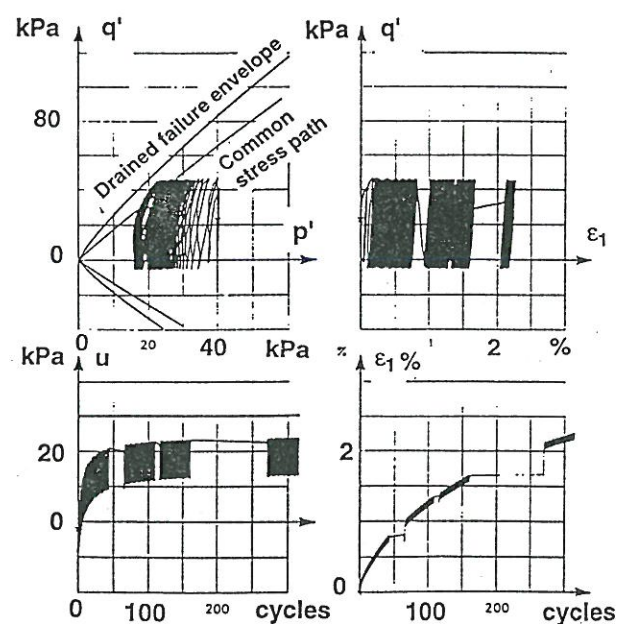 kPa q'
80
0
Drained failure envelope
Common
stress path
p'
0 20 40 kPa
kPa q'
ε₁
1 2 %
kPa u
20
0
0 100 200 cycles
% ε₁ %
2
0
100 200 cycles